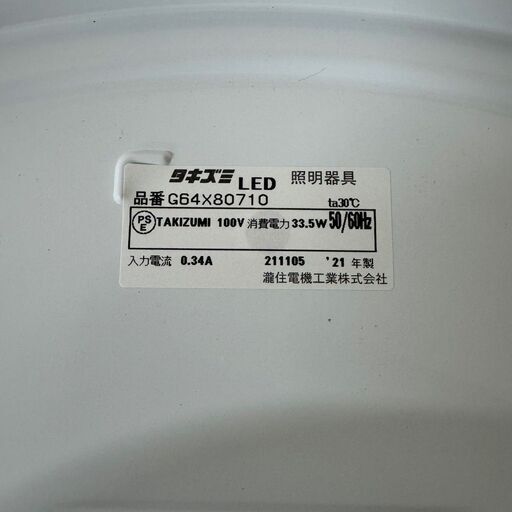 タキズミ LED 照明器具
品番 G64X80710 ta30℃
PSE TAKIZUMI 100V 消費電力 33.5W 50/60Hz
入力電流 0.34A 211105 '21 年製
瀧住電機工業株式会社